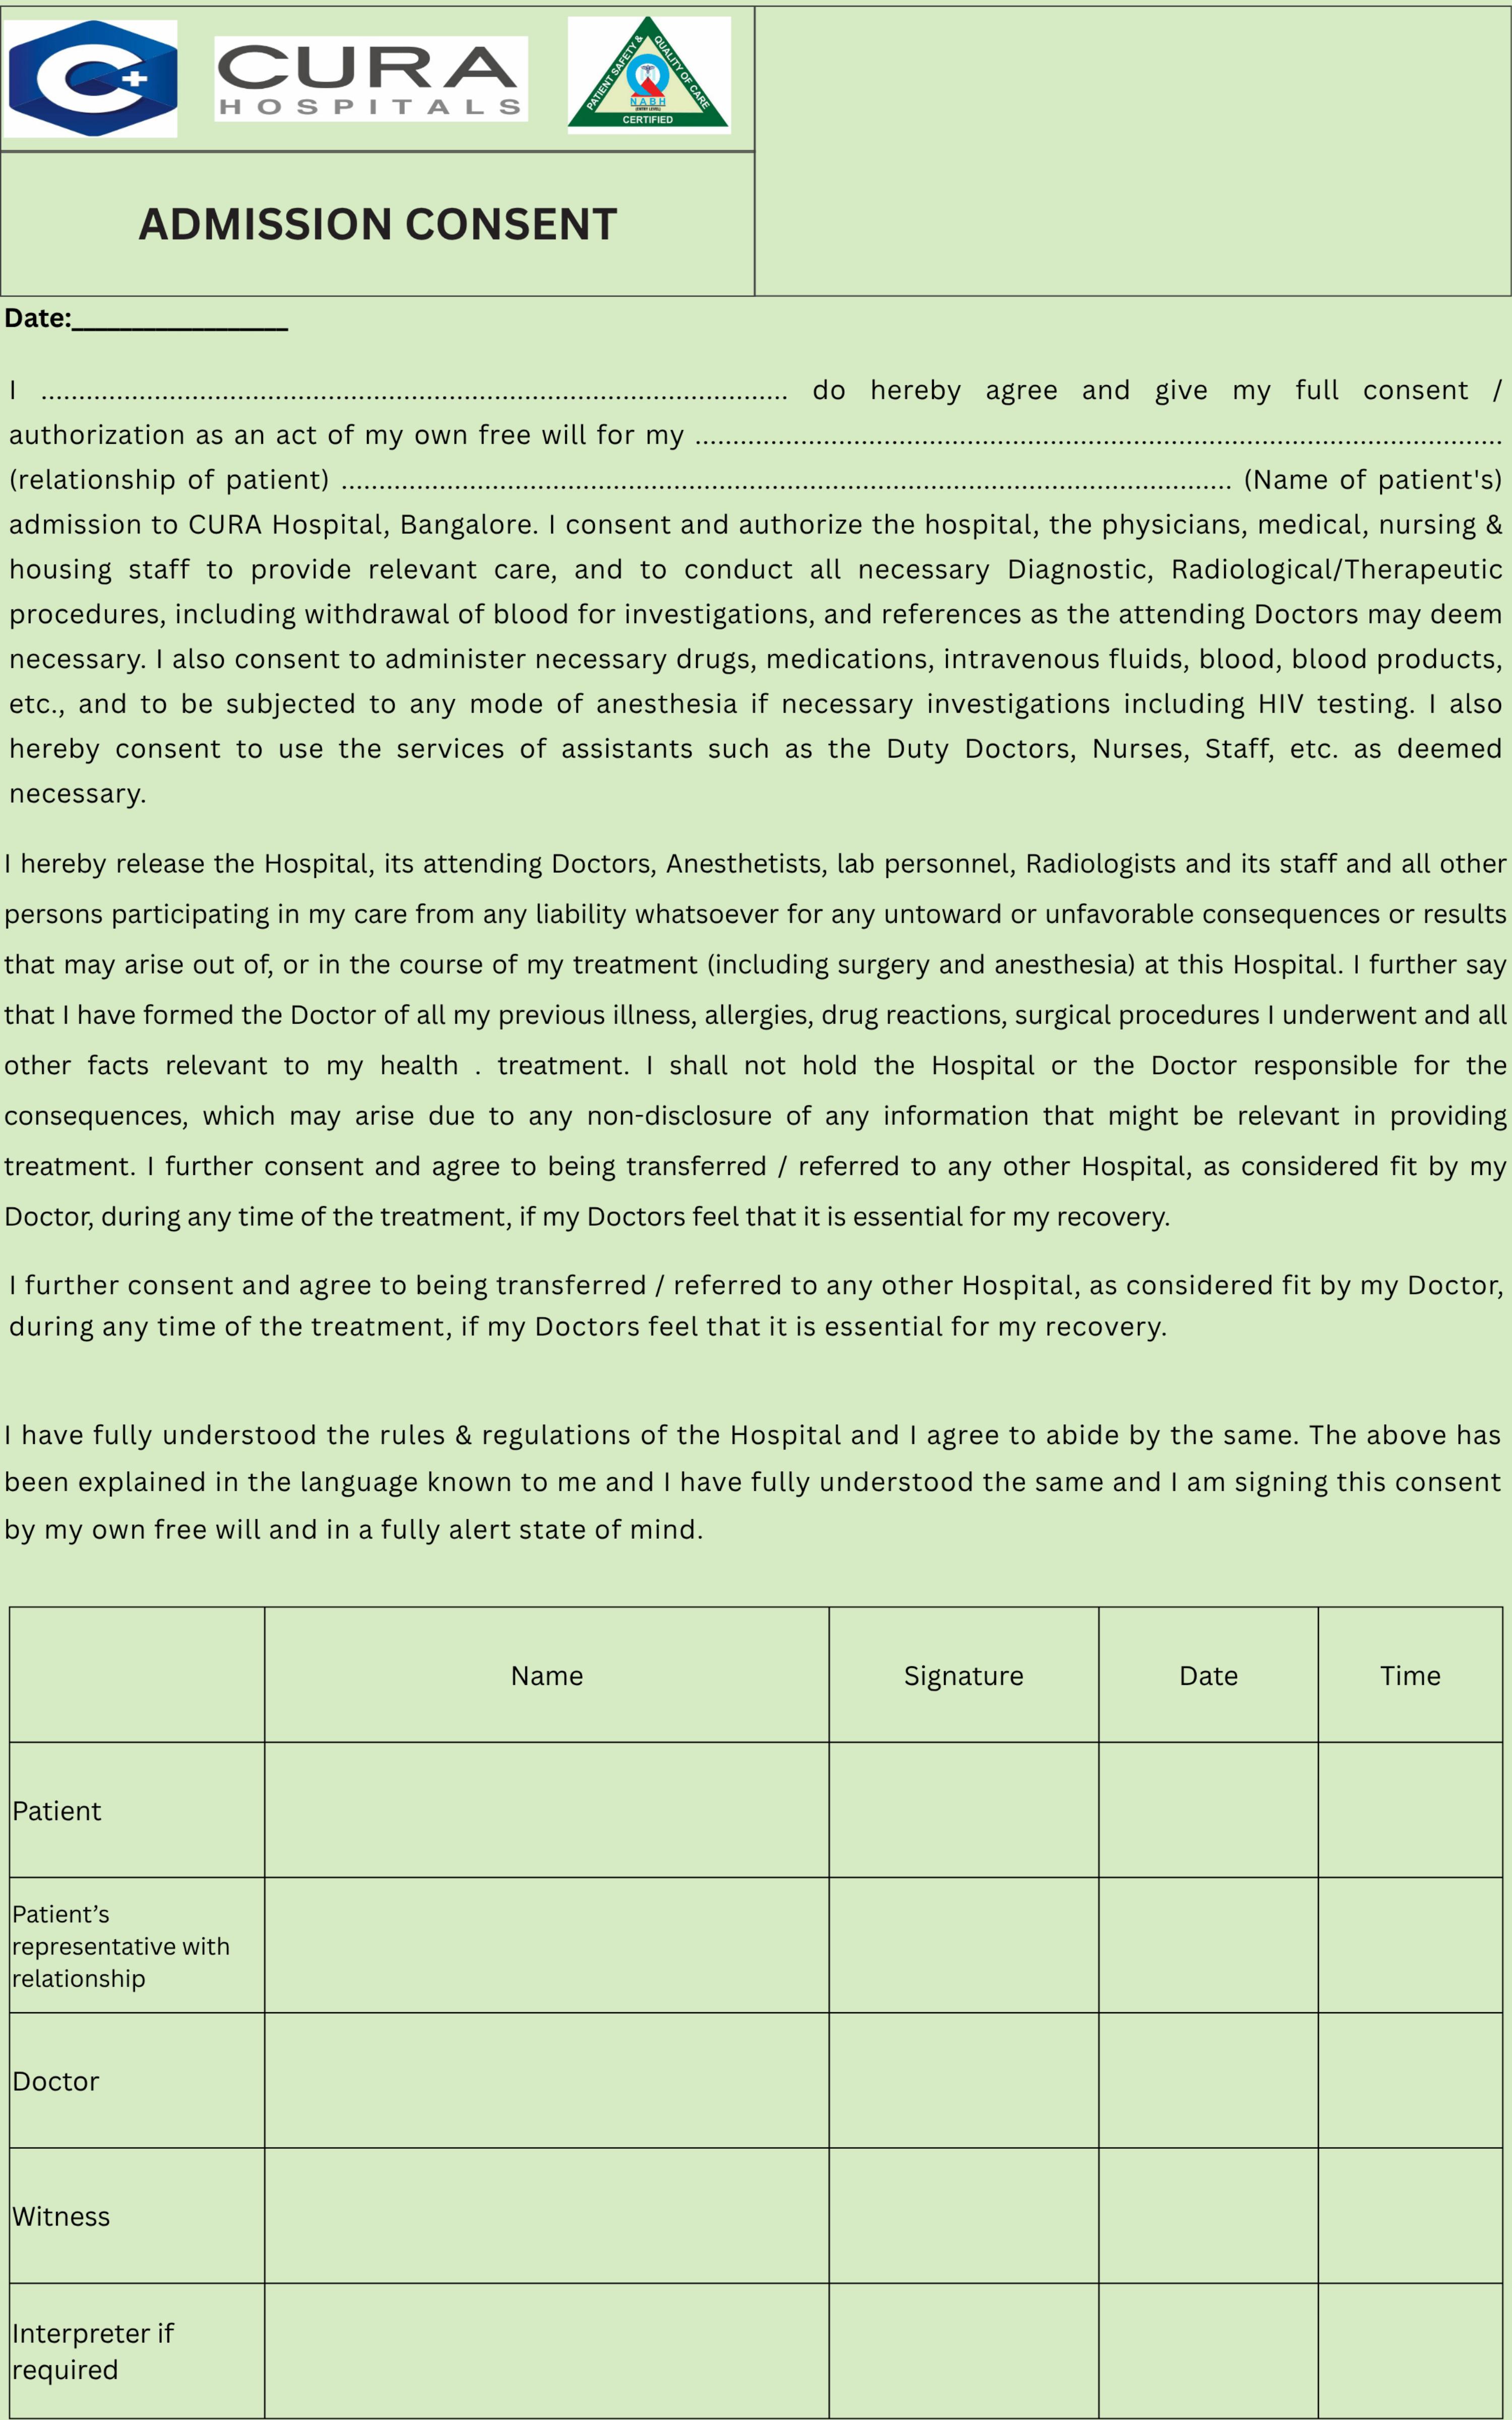 C+
CURA
HOSPITALS
PATIENT SAFETY & QUALITY OF CARE
NABH
(ENTRY LEVEL)
CERTIFIED
ADMISSION CONSENT
Date:__________________
I ................................................................................................... do hereby agree and give my full consent /
authorization as an act of my own free will for my ...........................................................................................................
(relationship of patient) ...................................................................................................................... (Name of patient's)
admission to CURA Hospital, Bangalore. I consent and authorize the hospital, the physicians, medical, nursing &
housing staff to provide relevant care, and to conduct all necessary Diagnostic, Radiological/Therapeutic
procedures, including withdrawal of blood for investigations, and references as the attending Doctors may deem
necessary. I also consent to administer necessary drugs, medications, intravenous fluids, blood, blood products,
etc., and to be subjected to any mode of anesthesia if necessary investigations including HIV testing. I also
hereby consent to use the services of assistants such as the Duty Doctors, Nurses, Staff, etc. as deemed
necessary.
I hereby release the Hospital, its attending Doctors, Anesthetists, lab personnel, Radiologists and its staff and all other
persons participating in my care from any liability whatsoever for any untoward or unfavorable consequences or results
that may arise out of, or in the course of my treatment (including surgery and anesthesia) at this Hospital. I further say
that I have formed the Doctor of all my previous illness, allergies, drug reactions, surgical procedures I underwent and all
other facts relevant to my health . treatment. I shall not hold the Hospital or the Doctor responsible for the
consequences, which may arise due to any non-disclosure of any information that might be relevant in providing
treatment. I further consent and agree to being transferred / referred to any other Hospital, as considered fit by my
Doctor, during any time of the treatment, if my Doctors feel that it is essential for my recovery.
I further consent and agree to being transferred / referred to any other Hospital, as considered fit by my Doctor,
during any time of the treatment, if my Doctors feel that it is essential for my recovery.
I have fully understood the rules & regulations of the Hospital and I agree to abide by the same. The above has
been explained in the language known to me and I have fully understood the same and I am signing this consent
by my own free will and in a fully alert state of mind.
Name Signature Date Time
Patient
Patient’s
representative with
relationship
Doctor
Witness
Interpreter if
required